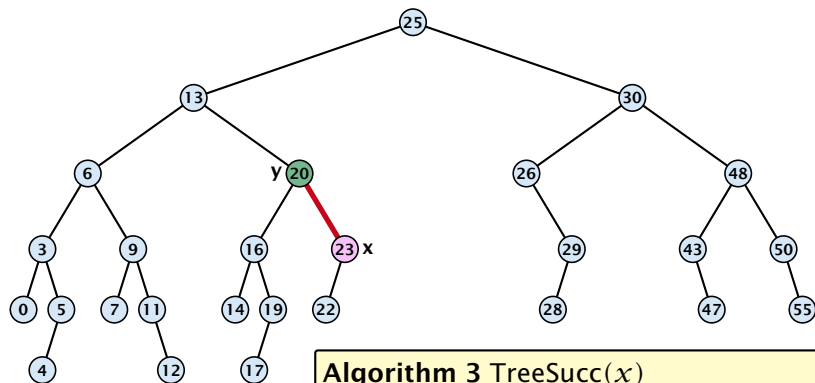 25
13 30
6 y 20 26 48
3 9 16 23 x 29 43 50
0 5 7 11 14 19 22 28 47 55
4 12 17
Algorithm 3 TreeSucc(x)